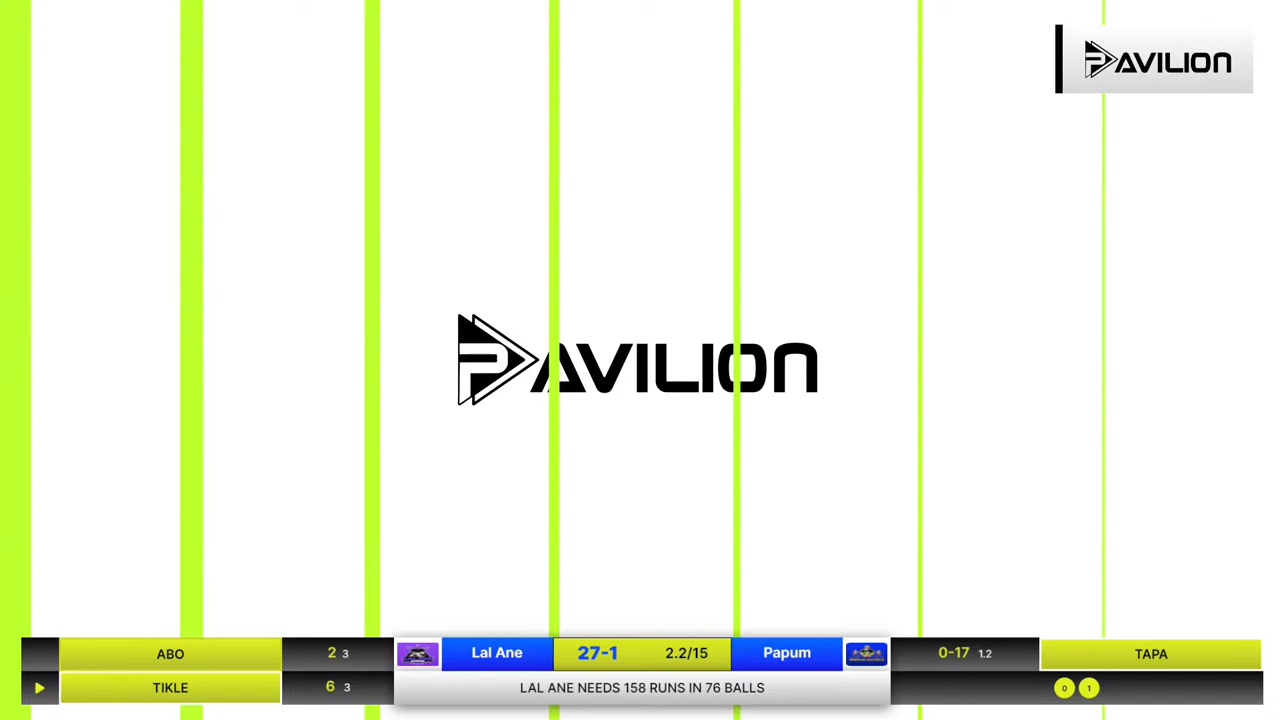 PAVILION
PAVILION
ABO 2 3
TIKLE 6 3
Lal Ane 27-1 2.2/15 Papum
LAL ANE NEEDS 158 RUNS IN 76 BALLS
0-17 1.2 TAPA
0 1